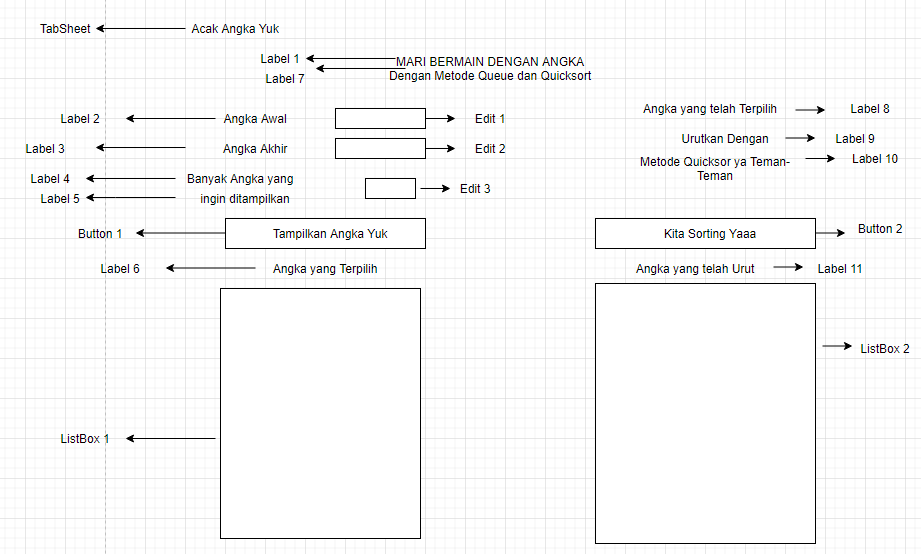 TabSheet
Acak Angka Yuk
Label 1
MARI BERMAIN DENGAN ANGKA
Label 7
Dengan Metode Queue dan Quicksort
Label 2
Angka Awal
Edit 1
Angka yang telah Terpilih
Label 8
Label 3
Angka Akhir
Edit 2
Urutkan Dengan
Label 9
Metode Quicksor ya Teman-
Teman
Label 10
Label 4
Banyak Angka yang
Label 5
ingin ditampilkan
Edit 3
Button 1
Tampilkan Angka Yuk
Kita Sorting Yaaa
Button 2
Label 6
Angka yang Terpilih
Angka yang telah Urut
Label 11
ListBox 2
ListBox 1